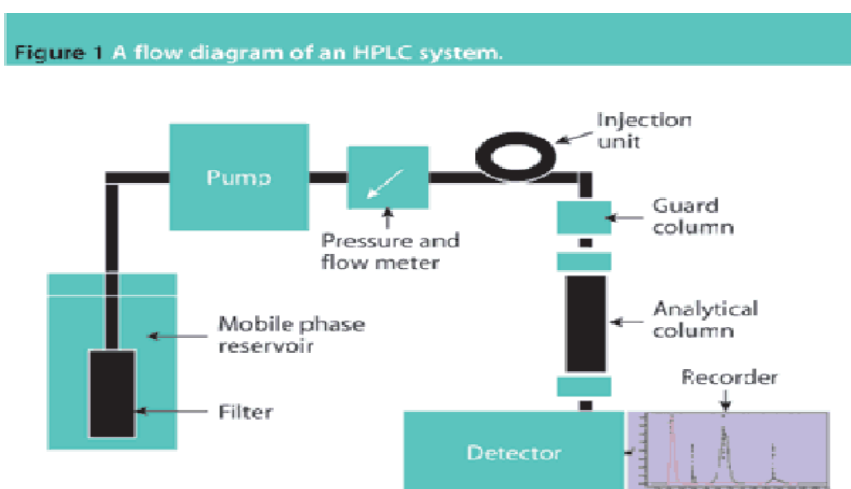 Figure 1 A flow diagram of an HPLC system.
Injection
unit
Pump
Guard
column
Pressure and
flow meter
Mobile phase
reservoir
Analytical
column
Recorder
Filter
Detector